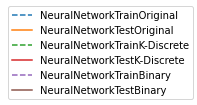 NeuralNetworkTrainOriginal
NeuralNetworkTestOriginal
NeuralNetworkTrainK-Discrete
NeuralNetworkTestK-Discrete
NeuralNetworkTrainBinary
NeuralNetworkTestBinary